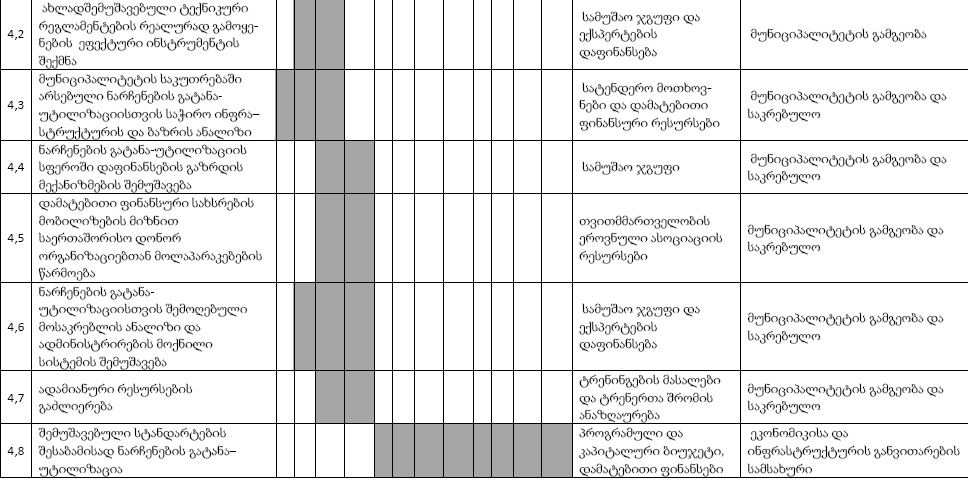 4,2
ახლადშემუშავებული ტექნიკური
რეგლამენტების რეალურად გამოყე-
ნების ეფექტური ინსტრუმენტის
შექმნა
სამუშაო ჯგუფი და
ექსპერტების
დაფინანსება
მუნიციპალიტეტის გამგეობა
4,3
მუნიციპალიტეტის საკუთრებაში
არსებული ნარჩენების გატანა-
უტილიზაციისთვის საჭირო ინფრა–
სტრუქტურის და ბაზრის ანალიზი
სატენდერო მოთხოვ-
ნები და დამატებითი
ფინანსური რესურსები
მუნიციპალიტეტის გამგეობა და
საკრებულო
4,4
ნარჩენების გატანა-უტილიზაციის
სფეროში დაფინანსების გაზრდის
მექანიზმების შემუშავება
სამუშაო ჯგუფი
მუნიციპალიტეტის გამგეობა და
საკრებულო
4,5
დამატებითი ფინანსური სახსრების
მობილიზების მიზნით
საერთაშორისო დონორ
ორგანიზაციებთან მოლაპარაკებების
წარმოება
თვითმმართველობის
ეროვნული ასოციაციის
რესურსები
მუნიციპალიტეტის გამგეობა და
საკრებულო
4,6
ნარჩენების გატანა-
უტილიზაციისთვის შემოღებული
მოსაკრებლის ანალიზი და
ადმინისტრირების მოქნილი
სისტემის შემუშავება
სამუშაო ჯგუფი და
ექსპერტების
დაფინანსება
მუნიციპალიტეტის გამგეობა და
საკრებულო
4,7
ადამიანური რესურსების
გაძლიერება
ტრენინგების მასალები
და ტრენერთა შრომის
ანაზღაურება
მუნიციპალიტეტის გამგეობა და
საკრებულო
4,8
შემუშავებული სტანდარტების
შესაბამისად ნარჩენების გატანა–
უტილიზაცია
პროგრამული და
კაპიტალური ბიუჯეტი,
დამატებითი ფინანსები
ეკონომიკისა და
ინფრასტრუქტურის განვითარების
სამსახური